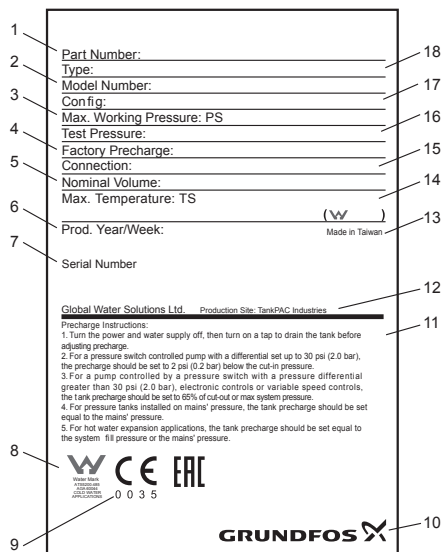 1
Part Number:
18
Type:
2
Model Number:
17
Config:
3
Max. Working Pressure: PS
16
Test Pressure:
4
Factory Precharge:
15
Connection:
5
Nominal Volume:
14
Max. Temperature: TS
( W )
6
Prod. Year/Week:
Made in Taiwan
13
7
Serial Number
12
Global Water Solutions Ltd. Production Site: TankPAC Industries
11
Precharge Instructions:
1. Turn the power and water supply off, then turn on a tap to drain the tank before
adjusting precharge.
2. For a pressure switch controlled pump with a differential set up to 30 psi (2.0 bar),
the precharge should be set to 2 psi (0.2 bar) below the cut-in pressure.
3. For a pump controlled by a pressure switch with a pressure differential
greater than 30 psi (2.0 bar), electronic controls or variable speed controls,
the tank precharge should be set to 65% of cut-out or max system pressure.
4. For pressure tanks installed on mains' pressure, the tank precharge should be set
equal to the mains' pressure.
5. For hot water expansion applications, the tank precharge should be set equal to
the system fill pressure or the mains' pressure.
8
W CE EAC
Water Mark
COLD WATER
APPLICATIONS
0 0 3 5
9
10
GRUNDFOS X